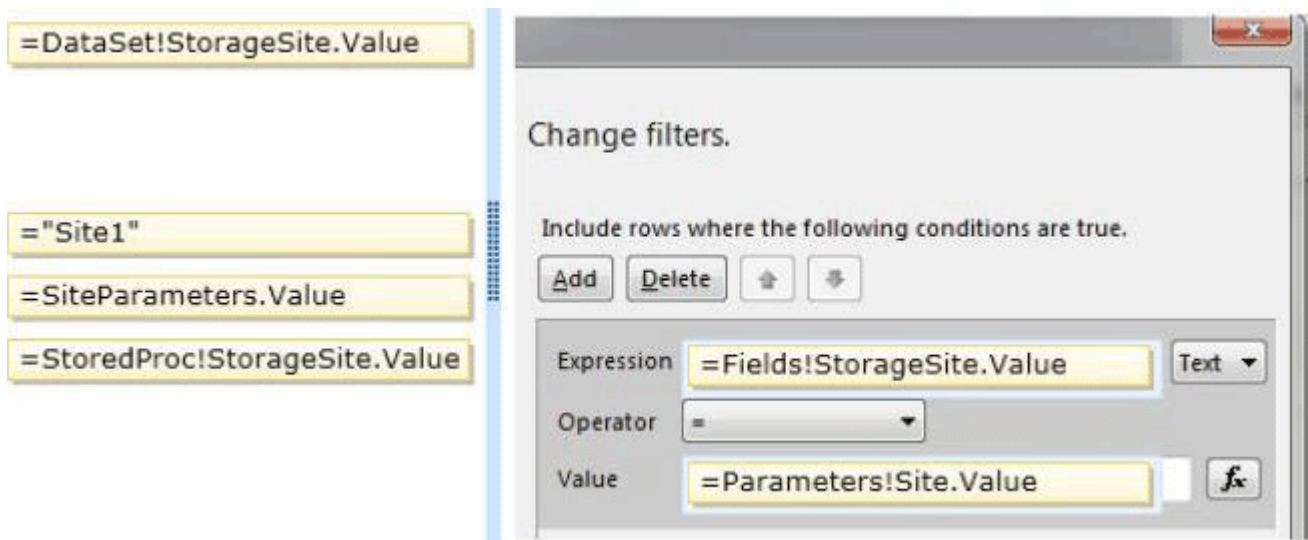 =DataSet!StorageSite.Value
="Site1"
=SiteParameters.Value
=StoredProc!StorageSite.Value
x
Change filters.
Include rows where the following conditions are true.
Add Delete
Expression =Fields!StorageSite.Value Text
Operator =
Value =Parameters!Site.Value fx